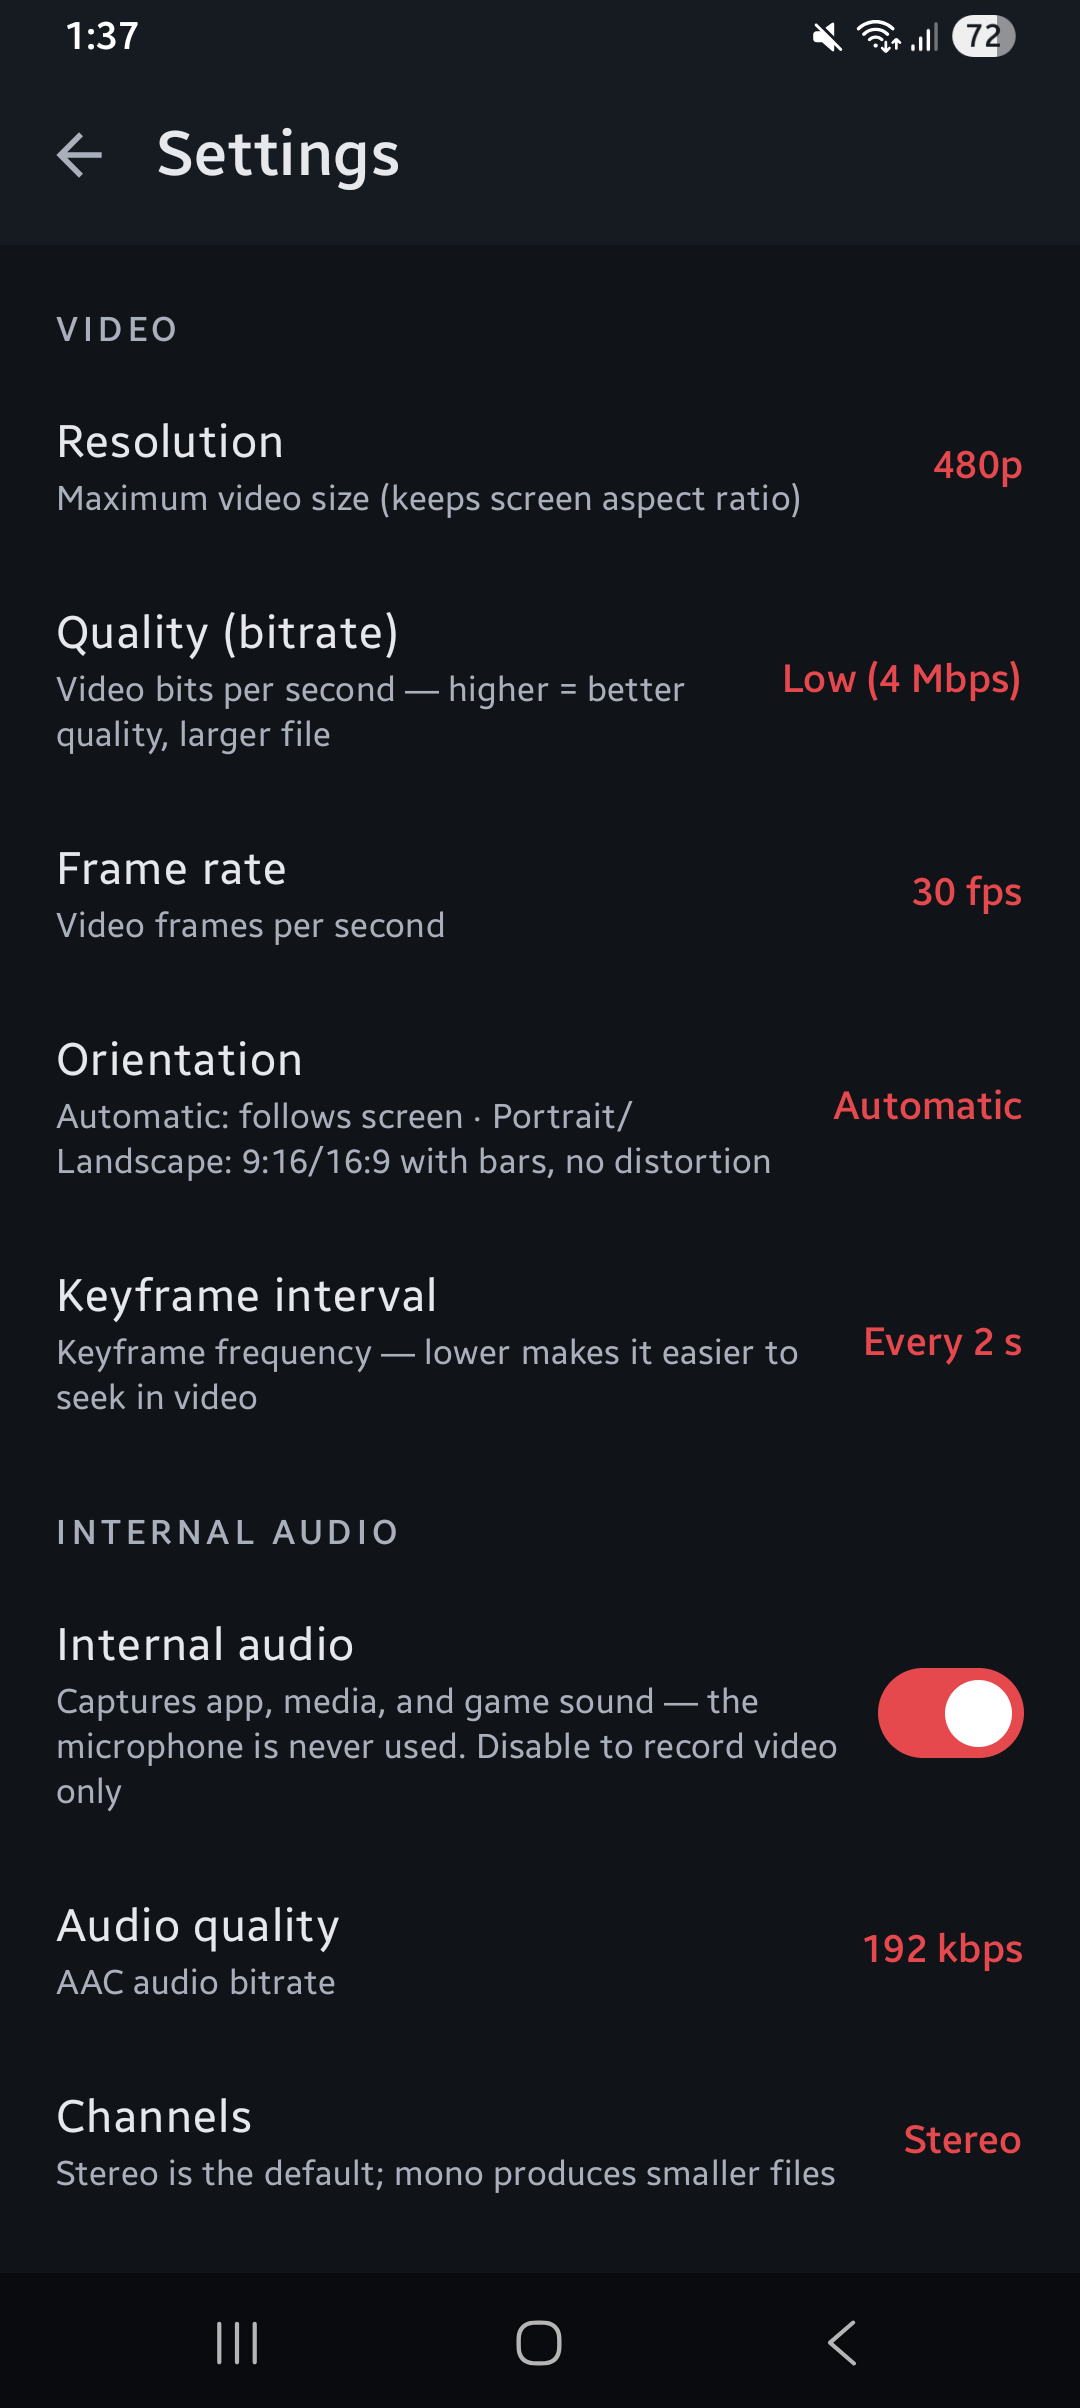 1:37
72
Settings
VIDEO
Resolution
Maximum video size (keeps screen aspect ratio)
480p
Quality (bitrate)
Video bits per second — higher = better
quality, larger file
Low (4 Mbps)
Frame rate
Video frames per second
30 fps
Orientation
Automatic: follows screen · Portrait/
Landscape: 9:16/16:9 with bars, no distortion
Automatic
Keyframe interval
Keyframe frequency — lower makes it easier to
seek in video
Every 2 s
INTERNAL AUDIO
Internal audio
Captures app, media, and game sound — the
microphone is never used. Disable to record video
only
Audio quality
AAC audio bitrate
192 kbps
Channels
Stereo is the default; mono produces smaller files
Stereo